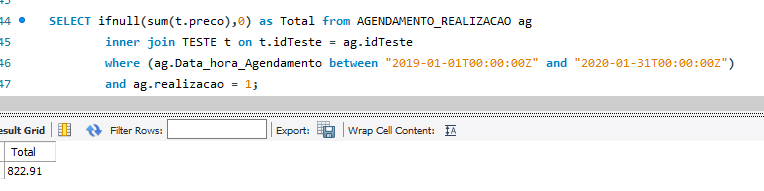 44 SELECT ifnull(sum(t.preco),0) as Total from AGENDAMENTO_REALIZACAO ag
45 inner join TESTE t on t.idTeste = ag.idTeste
46 where (ag.Data_hora_Agendamento between "2019-01-01T00:00:00Z" and "2020-01-31T00:00:00Z")
47 and ag.realizacao = 1;
esult Grid Filter Rows: Export: Wrap Cell Content: IA
Total
822.91